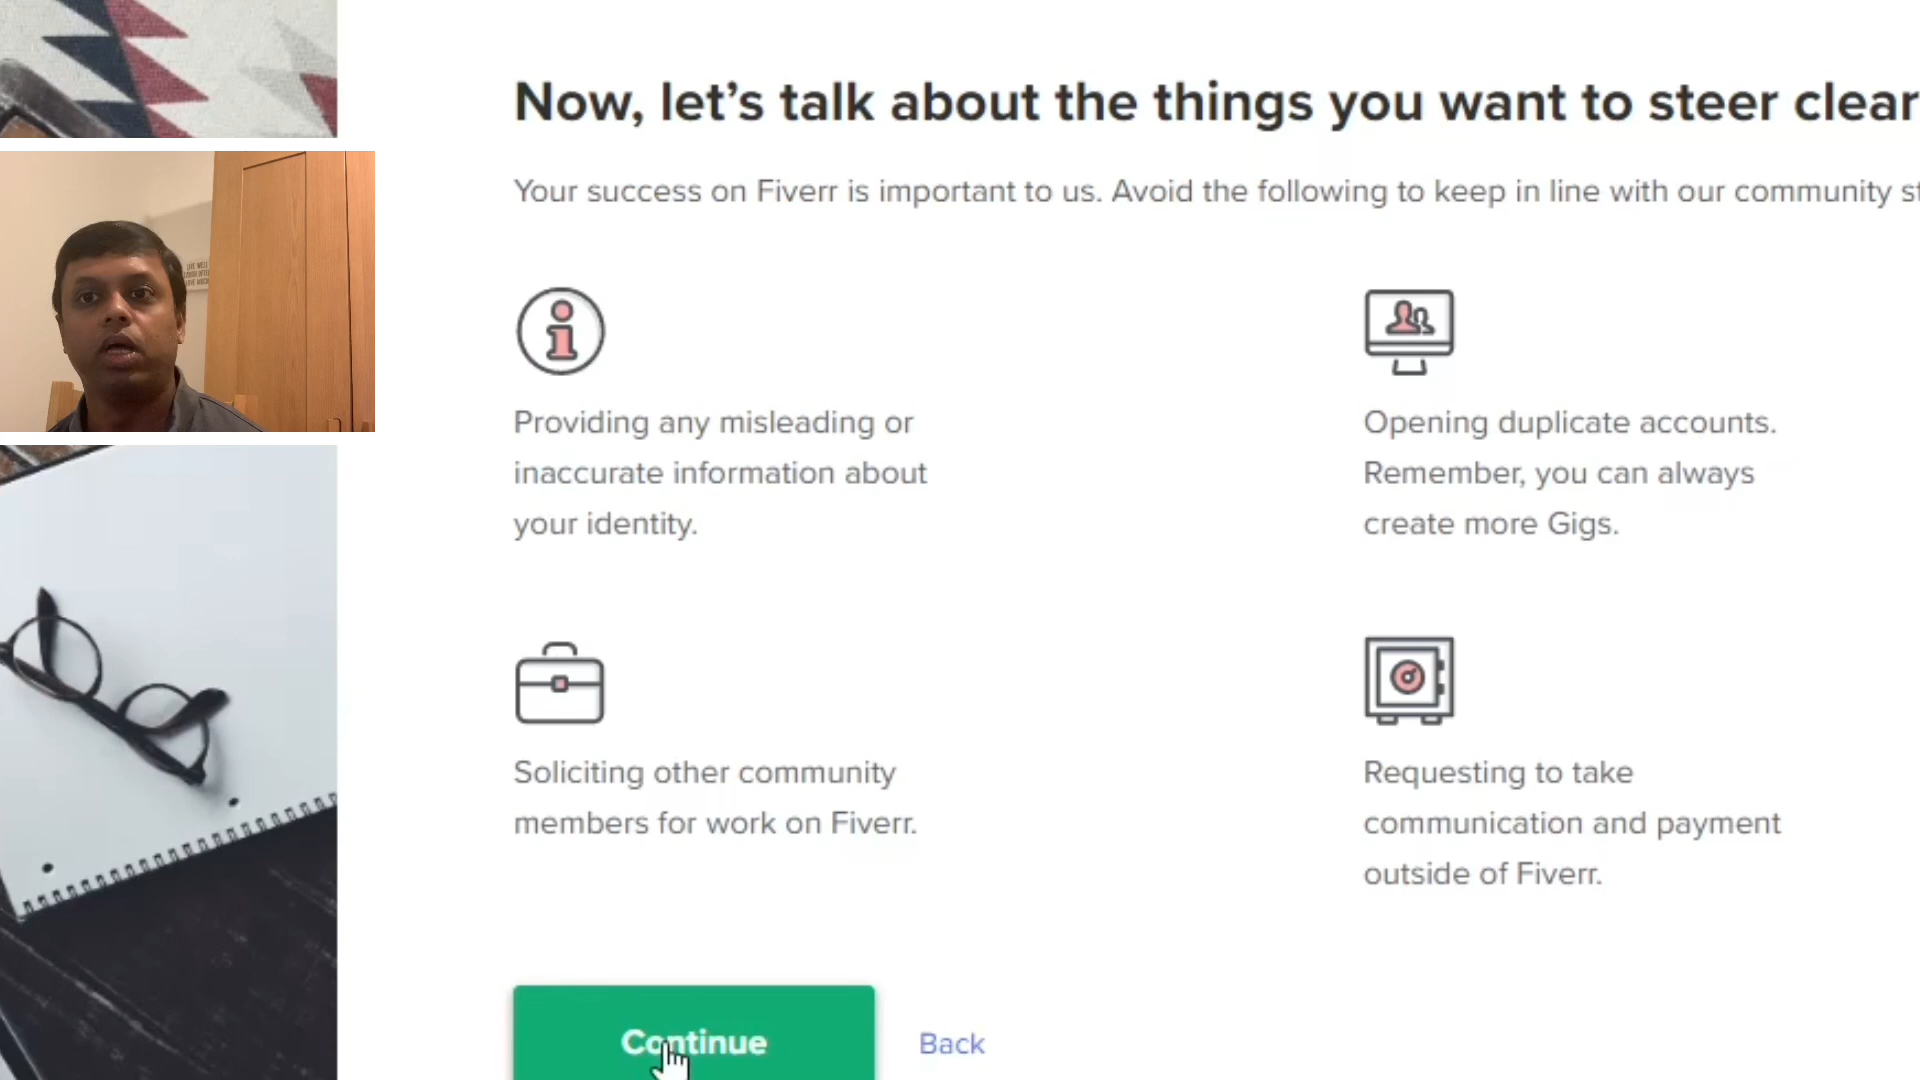 Now, let's talk about the things you want to steer clear
Your success on Fiverr is important to us. Avoid the following to keep in line with our community
LIVE WELL
Providing any misleading or
inaccurate information about
your identity.
Opening duplicate accounts.
Remember, you can always
create more Gigs.
Soliciting other community
members for work on Fiverr.
Requesting to take
communication and payment
outside of Fiverr.
Continue
Back